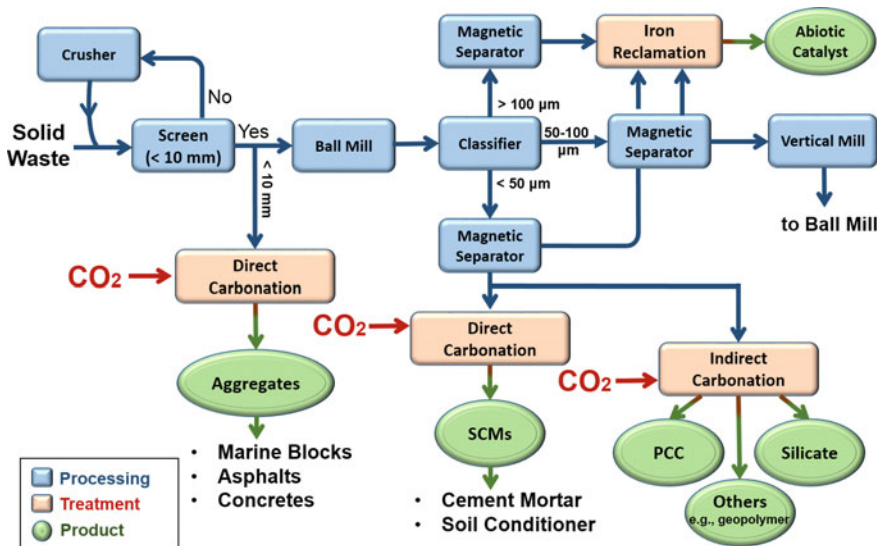 Crusher
Magnetic
Separator
Iron
Reclamation
Abiotic
Catalyst
No
> 100 µm
Solid
Waste
Screen
(< 10 mm)
Yes
Ball Mill
Classifier
50-100
µm
Magnetic
Separator
Vertical Mill
< 10 mm
< 50 µm
to Ball Mill
Magnetic
Separator
CO2
Direct
Carbonation
CO2
Direct
Carbonation
CO2
Indirect
Carbonation
Aggregates
SCMs
PCC
Silicate
Others
e.g., geopolymer
• Marine Blocks
• Asphalts
• Concretes
• Cement Mortar
• Soil Conditioner
Processing
Treatment
Product